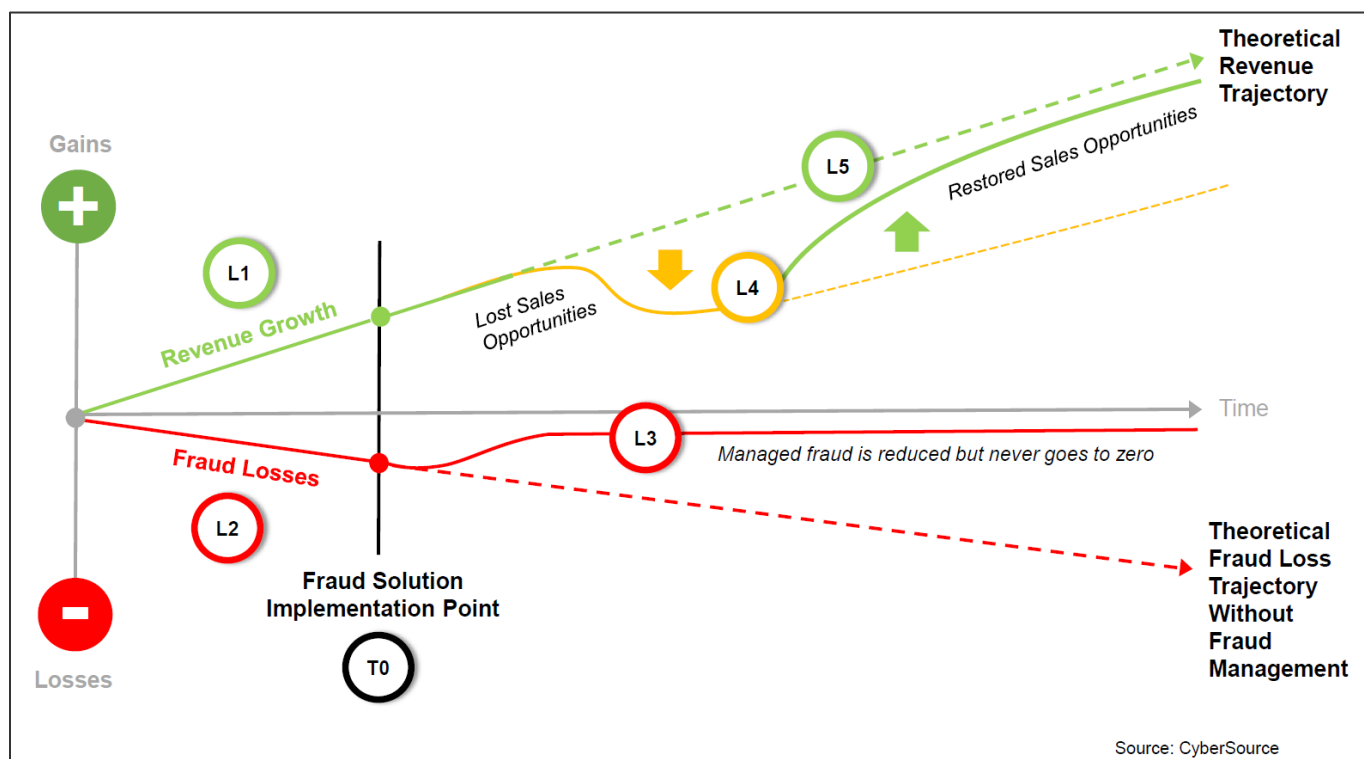 Theoretical
Revenue
Trajectory
Gains
+
L5
Restored Sales Opportunities
L1
L4
Revenue Growth
Lost Sales
Opportunities
Time
L3
Managed fraud is reduced but never goes to zero
Fraud Losses
L2
Theoretical
Fraud Loss
Trajectory
Without
Fraud
Management
Fraud Solution
Implementation Point
-
T0
Losses
Source: CyberSource